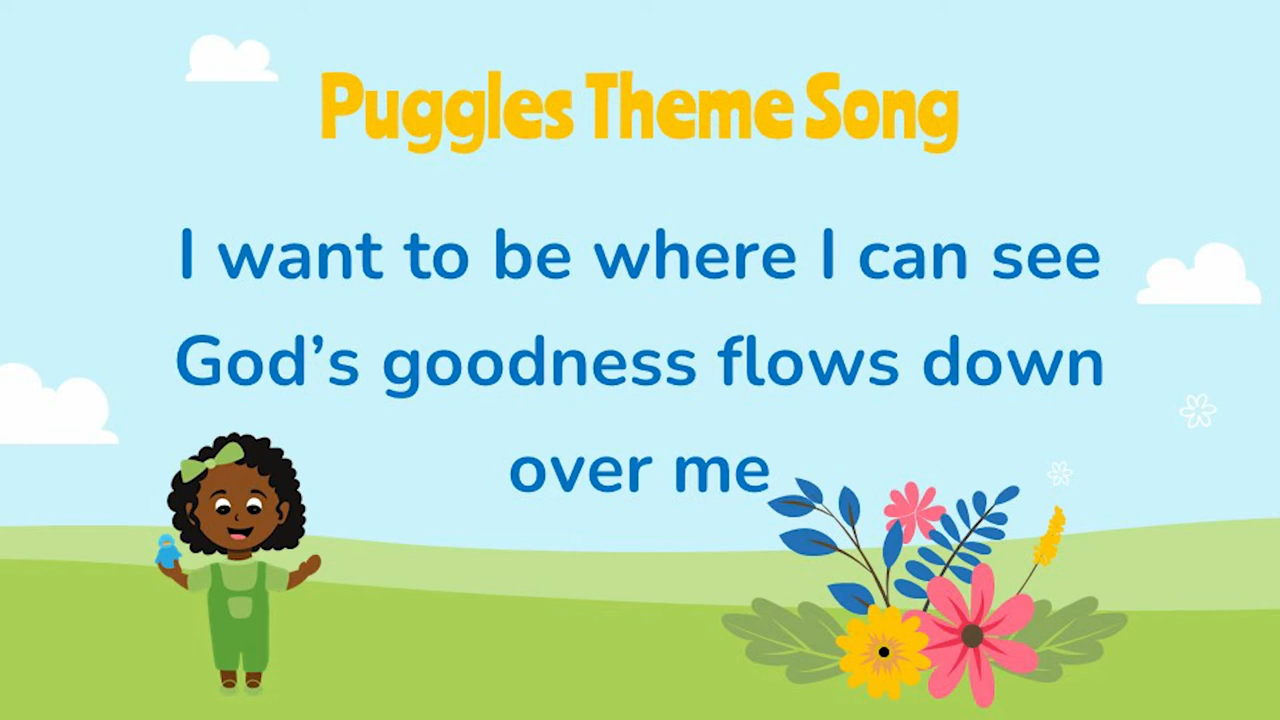 Puggles Theme Song
I want to be where I can see
God’s goodness flows down
over me